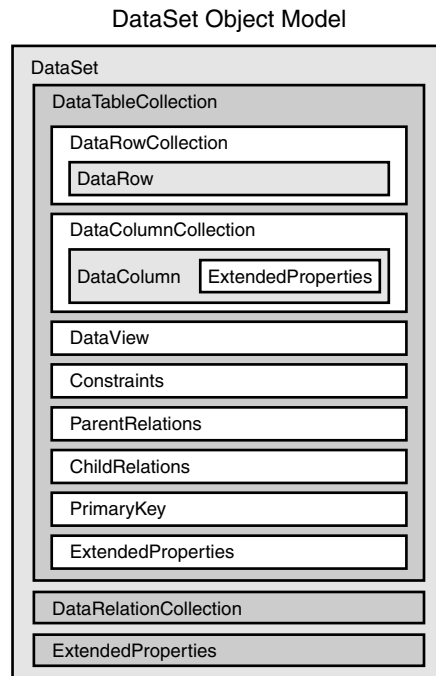 DataSet Object Model
DataSet
DataTableCollection
DataRowCollection
DataRow
DataColumnCollection
DataColumn
ExtendedProperties
DataView
Constraints
ParentRelations
ChildRelations
PrimaryKey
ExtendedProperties
DataRelationCollection
ExtendedProperties